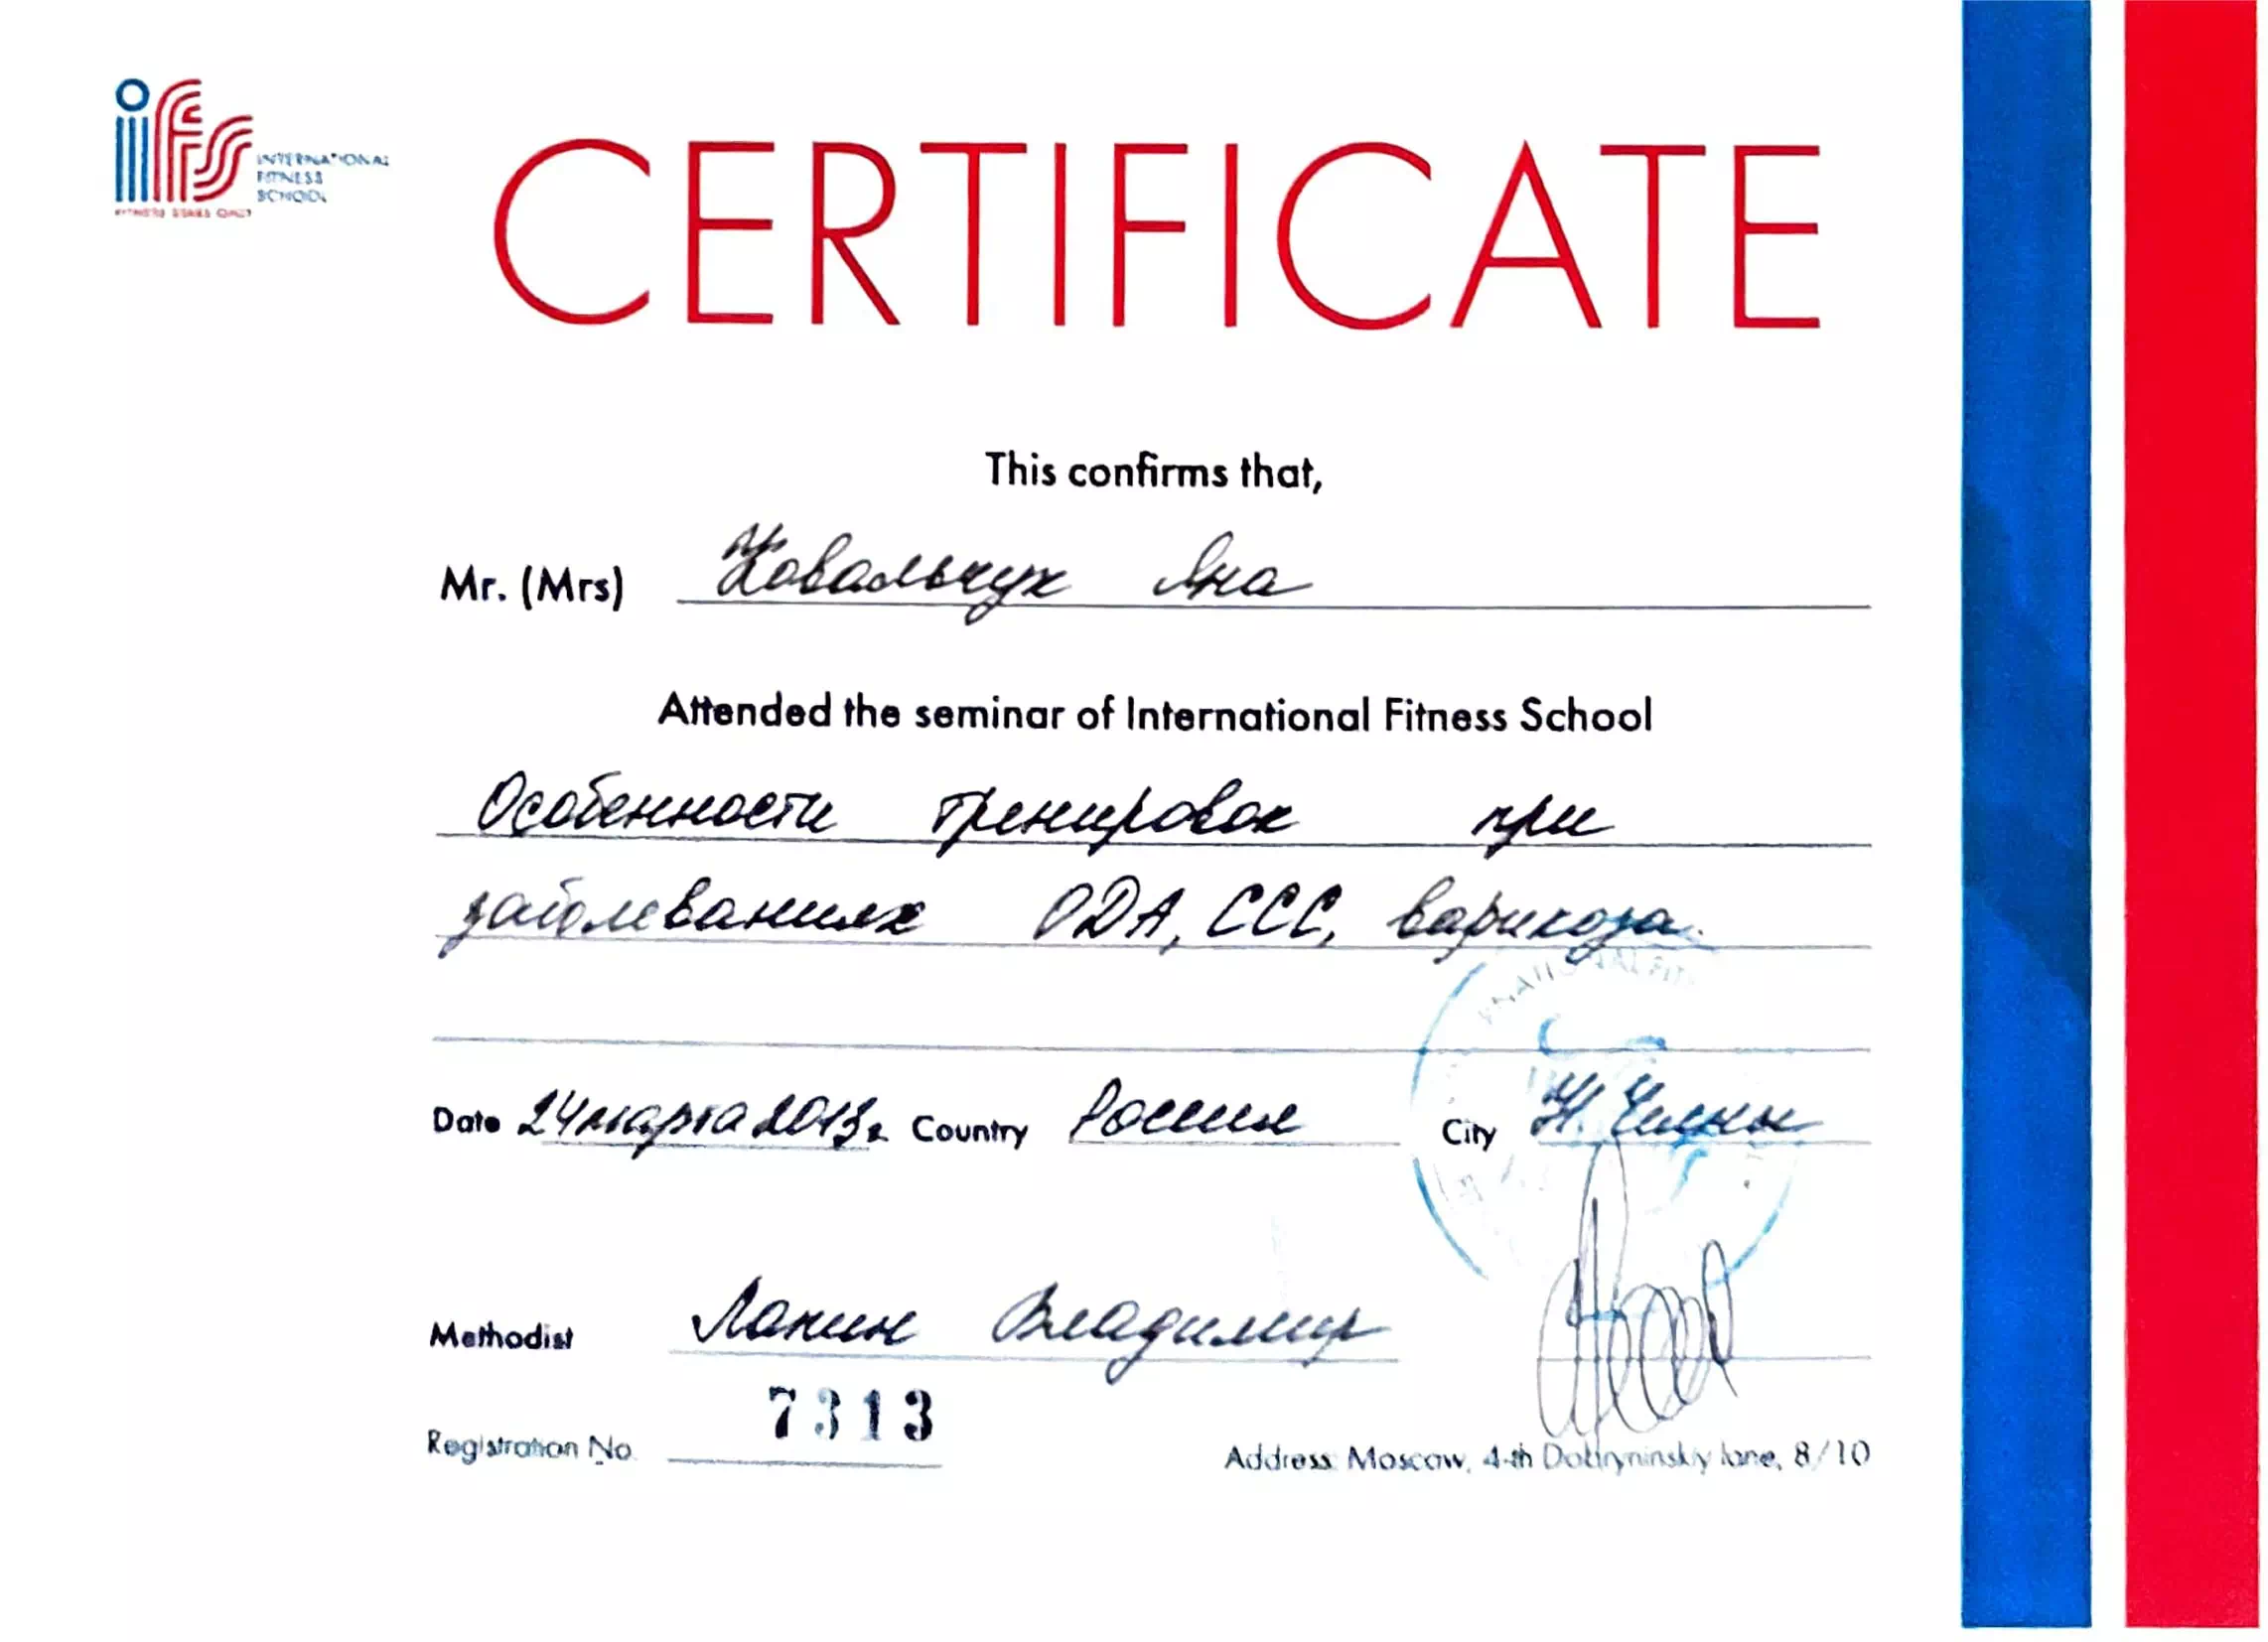 ifs
INTERNATIONAL
FITNESS
SCHOOL
CERTIFICATE
This confirms that,
Mr. (Mrs) Ковальчук Яна
Attended the seminar of International Fitness School
Особенности тренировок при
заболеваниях ОДА, ССС, варикоза.
Date 24 марта 2013г. Country Россия City Н. Челны
Methodist Лапин Владимир
Registration No. 7313
Address: Moscow, 4-th Dobryninskiy lane, 8/10